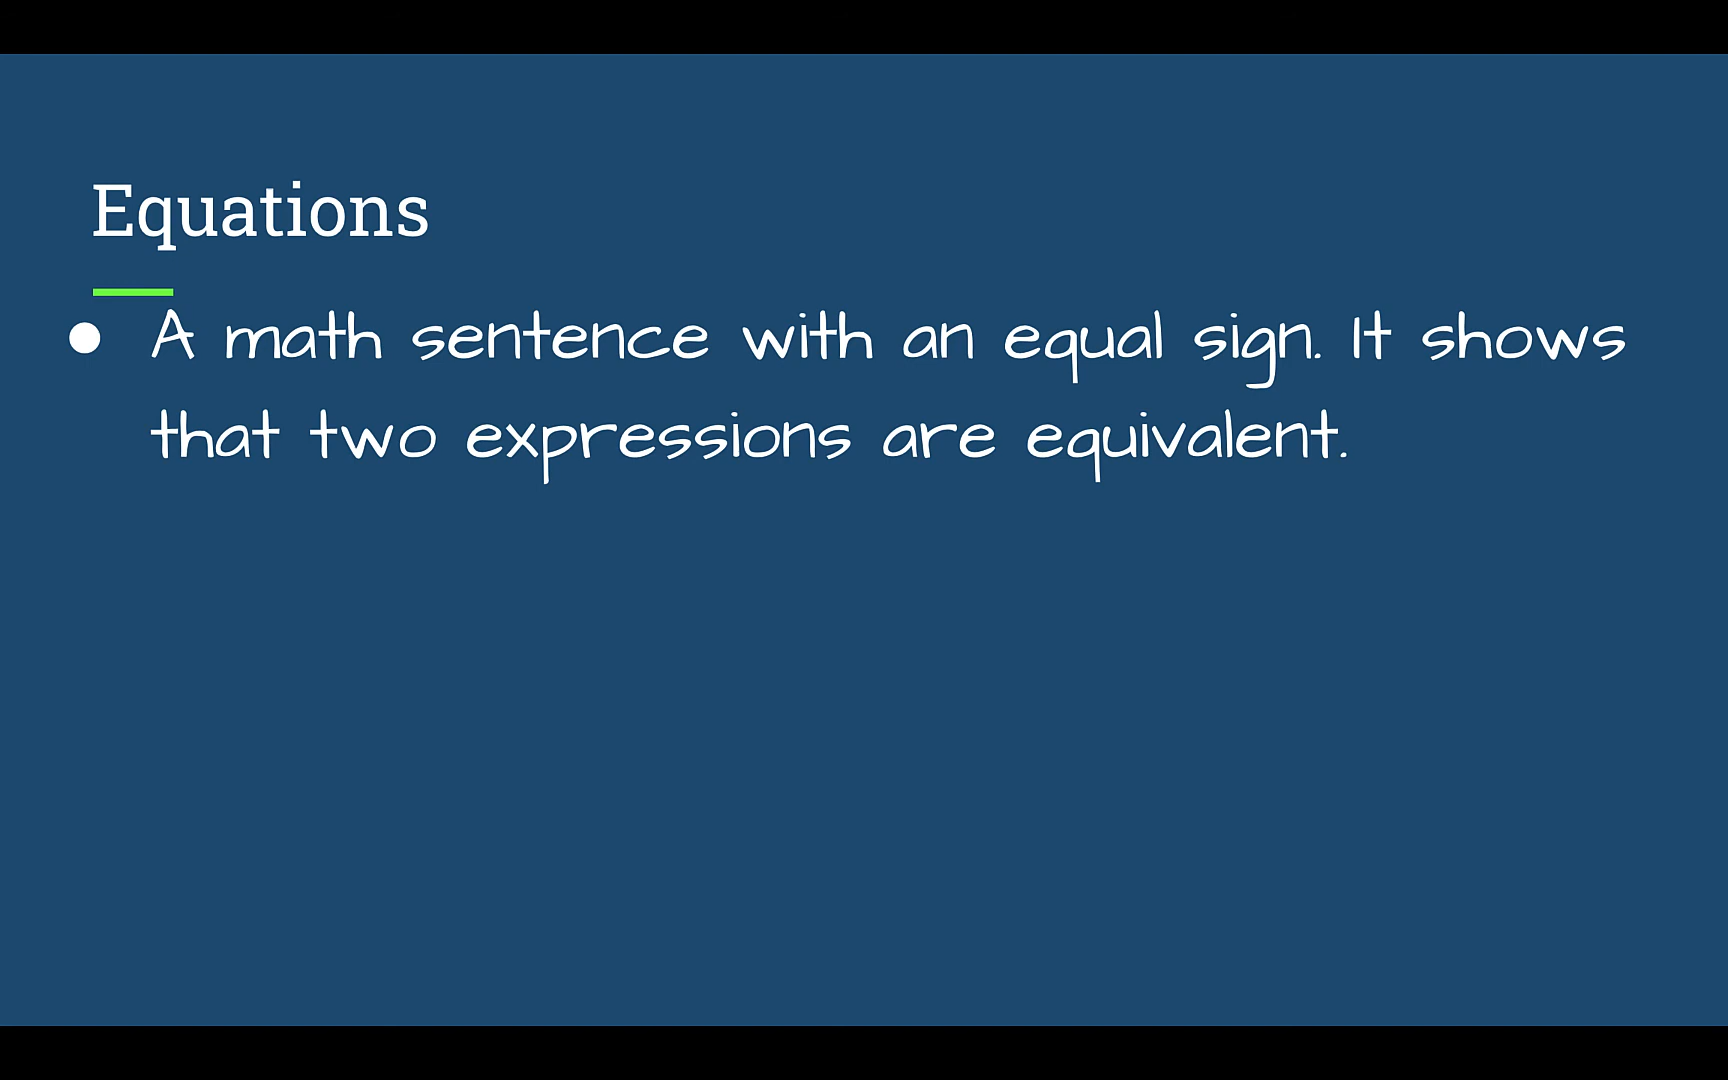 Equations
● A math sentence with an equal sign. It shows
that two expressions are equivalent.